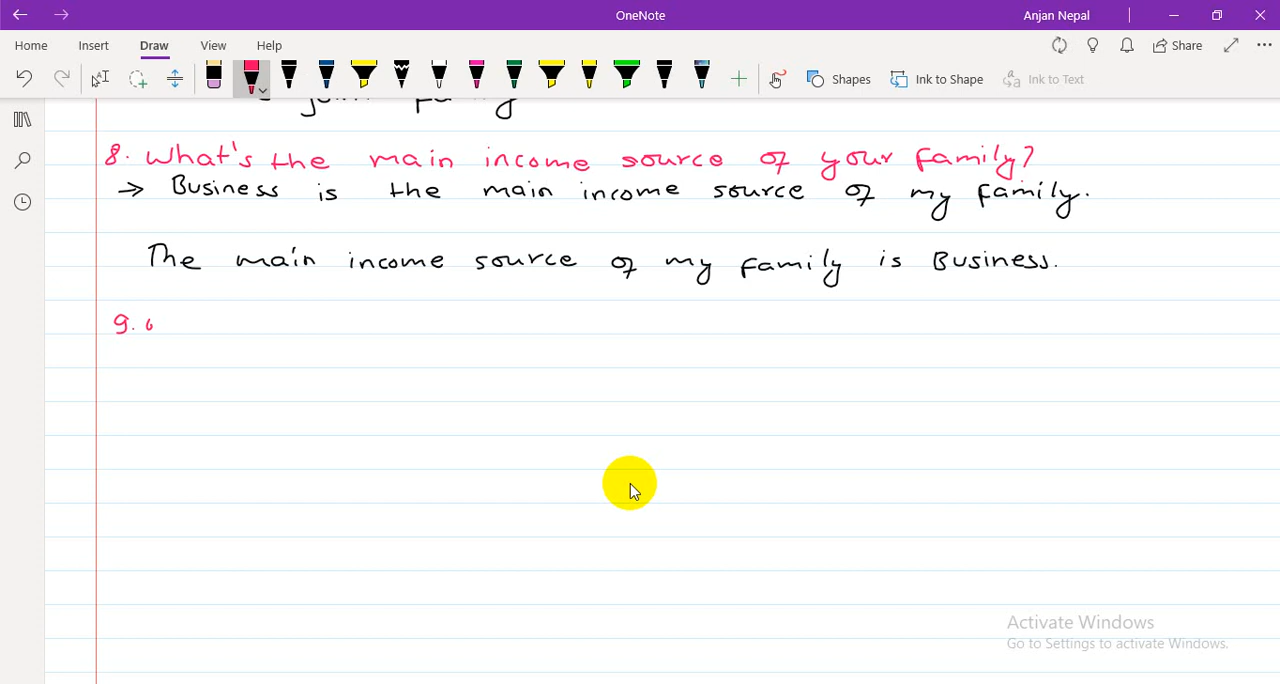 OneNote
Anjan Nepal
Home Insert Draw View Help
Share
Shapes Ink to Shape Ink to Text
joint family
8. What's the main income source of your family?
→ Business is the main income source of my family.
The main income source of my family is Business.
9.
Activate Windows
Go to Settings to activate Windows.